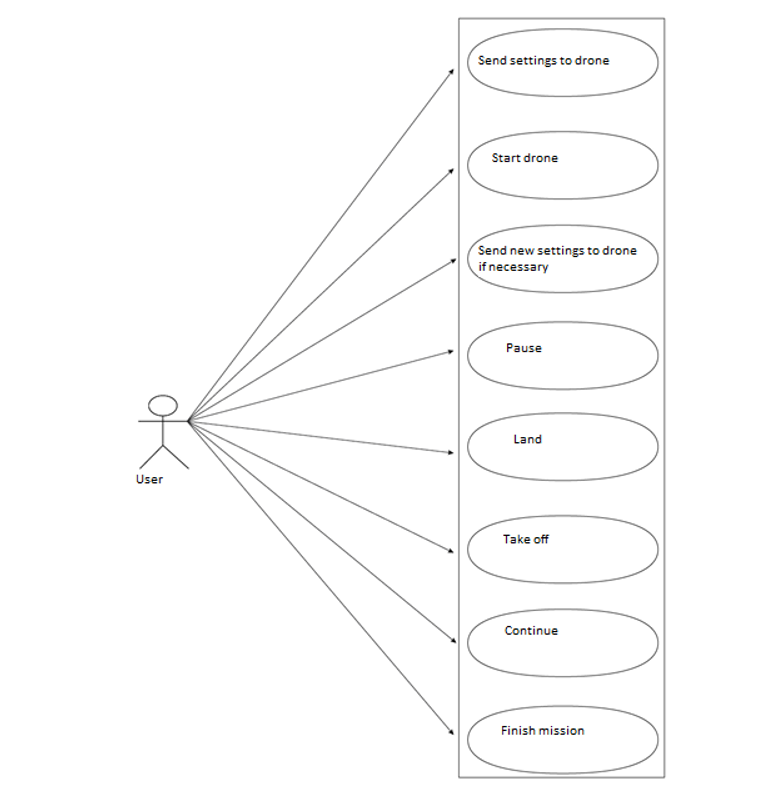 Send settings to drone
Start drone
Send new settings to drone
if necessary
Pause
Land
Take off
Continue
Finish mission
User